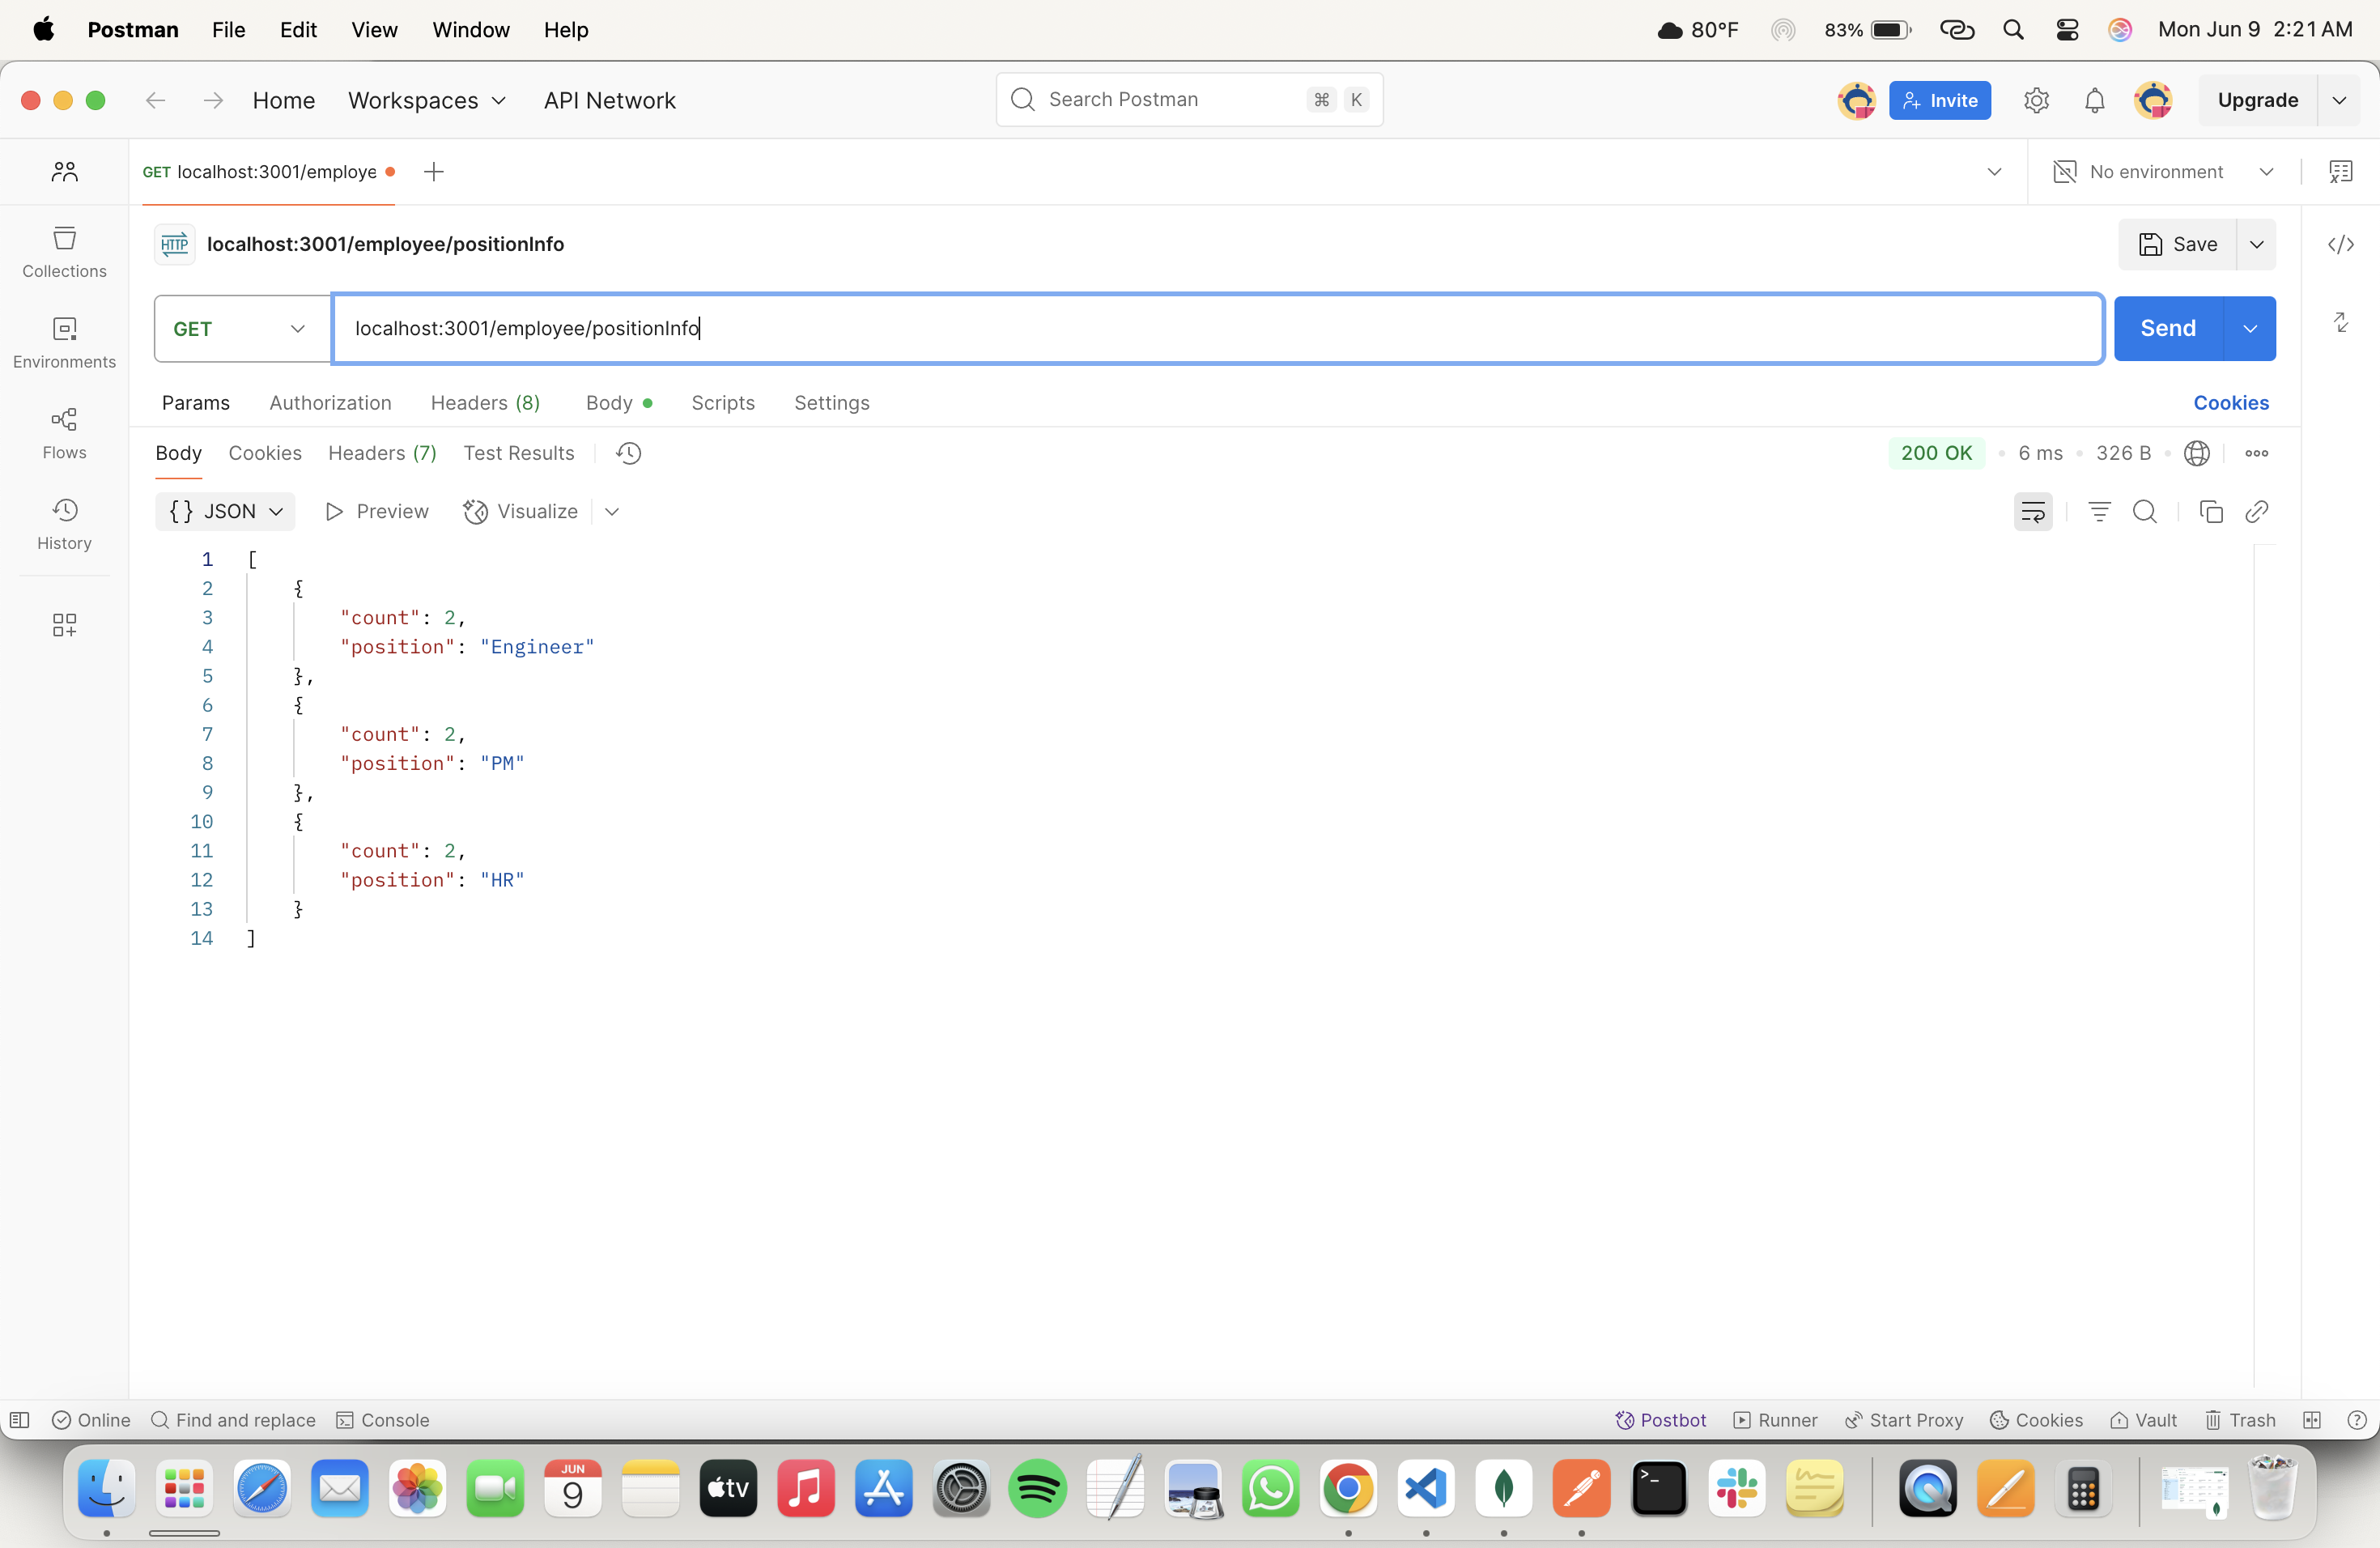 Postman File Edit View Window Help 80°F 83% Mon Jun 9 2:21 AM
Home Workspaces API Network Search Postman ⌘ K Invite Upgrade
GET localhost:3001/employe No environment
HTTP localhost:3001/employee/positionInfo Save
GET localhost:3001/employee/positionInfo Send
Params Authorization Headers (8) Body Scripts Settings Cookies
Body Cookies Headers (7) Test Results 200 OK 6 ms 326 B
{} JSON Preview Visualize
1 [
2 {
3 "count": 2,
4 "position": "Engineer"
5 },
6 {
7 "count": 2,
8 "position": "PM"
9 },
10 {
11 "count": 2,
12 "position": "HR"
13 }
14 ]
Collections
Environments
Flows
History
Online Find and replace Console Postbot Runner Start Proxy Cookies Vault Trash
JUN
9
tv